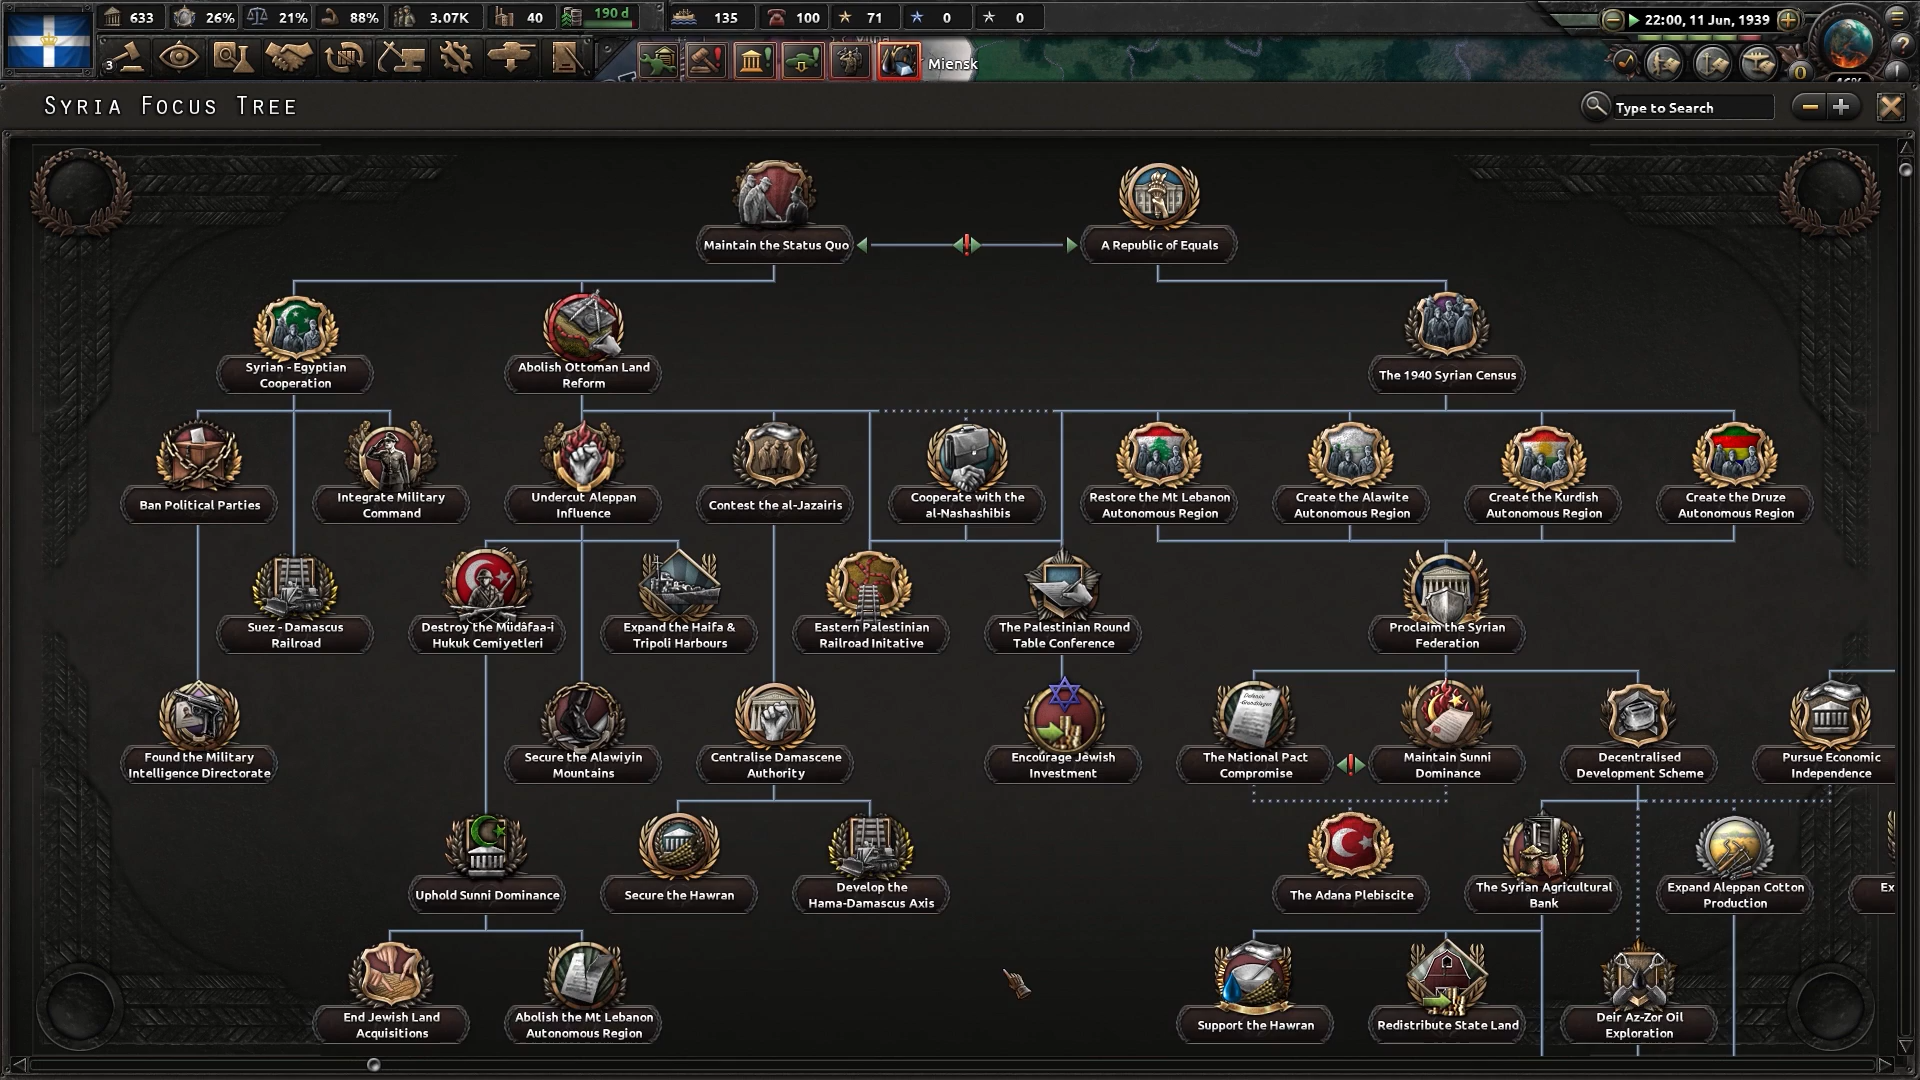 633
26%
21%
88%
3.07K
40
190 d
135
100
71
0
0
22:00, 11 Jun, 1939
3
Miensk
0
SYRIA FOCUS TREE
Type to Search
Maintain the Status Quo
A Republic of Equals
Syrian - Egyptian
Cooperation
Abolish Ottoman Land
Reform
The 1940 Syrian Census
Ban Political Parties
Integrate Military
Command
Undercut Aleppan
Influence
Contest the al-Jazairis
Cooperate with the
al-Nashashibis
Restore the Mt Lebanon
Autonomous Region
Create the Alawite
Autonomous Region
Create the Kurdish
Autonomous Region
Create the Druze
Autonomous Region
Suez - Damascus
Railroad
Destroy the Müdâfaa-i
Hukuk Cemiyetleri
Expand the Haifa &
Tripoli Harbours
Eastern Palestinian
Railroad Initative
The Palestinian Round
Table Conference
Proclaim the Syrian
Federation
Found the Military
Intelligence Directorate
Secure the Alawiyin
Mountains
Centralise Damascene
Authority
Encourage Jewish
Investment
The National Pact
Compromise
Maintain Sunni
Dominance
Decentralised
Development Scheme
Pursue Economic
Independence
Uphold Sunni Dominance
Secure the Hawran
Develop the
Hama-Damascus Axis
The Adana Plebiscite
The Syrian Agricultural
Bank
Expand Aleppan Cotton
Production
Ex
End Jewish Land
Acquisitions
Abolish the Mt Lebanon
Autonomous Region
Support the Hawran
Redistribute State Land
Deir Az-Zor Oil
Exploration